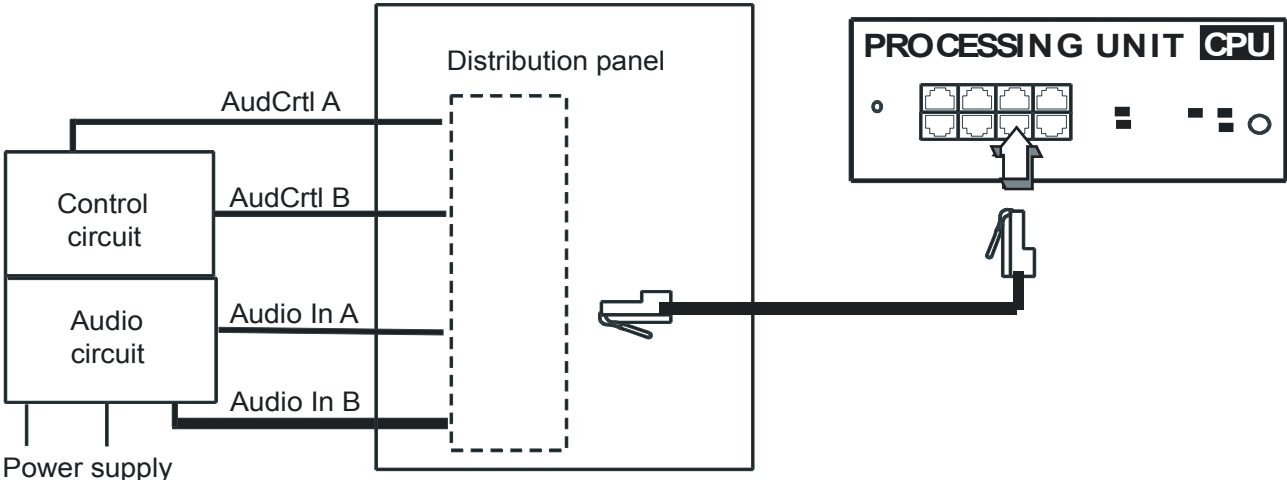 Distribution panel
PROCESSING UNIT CPU
AudCrtl A
Control
circuit
AudCrtl B
Audio
circuit
Audio In A
Audio In B
Power supply